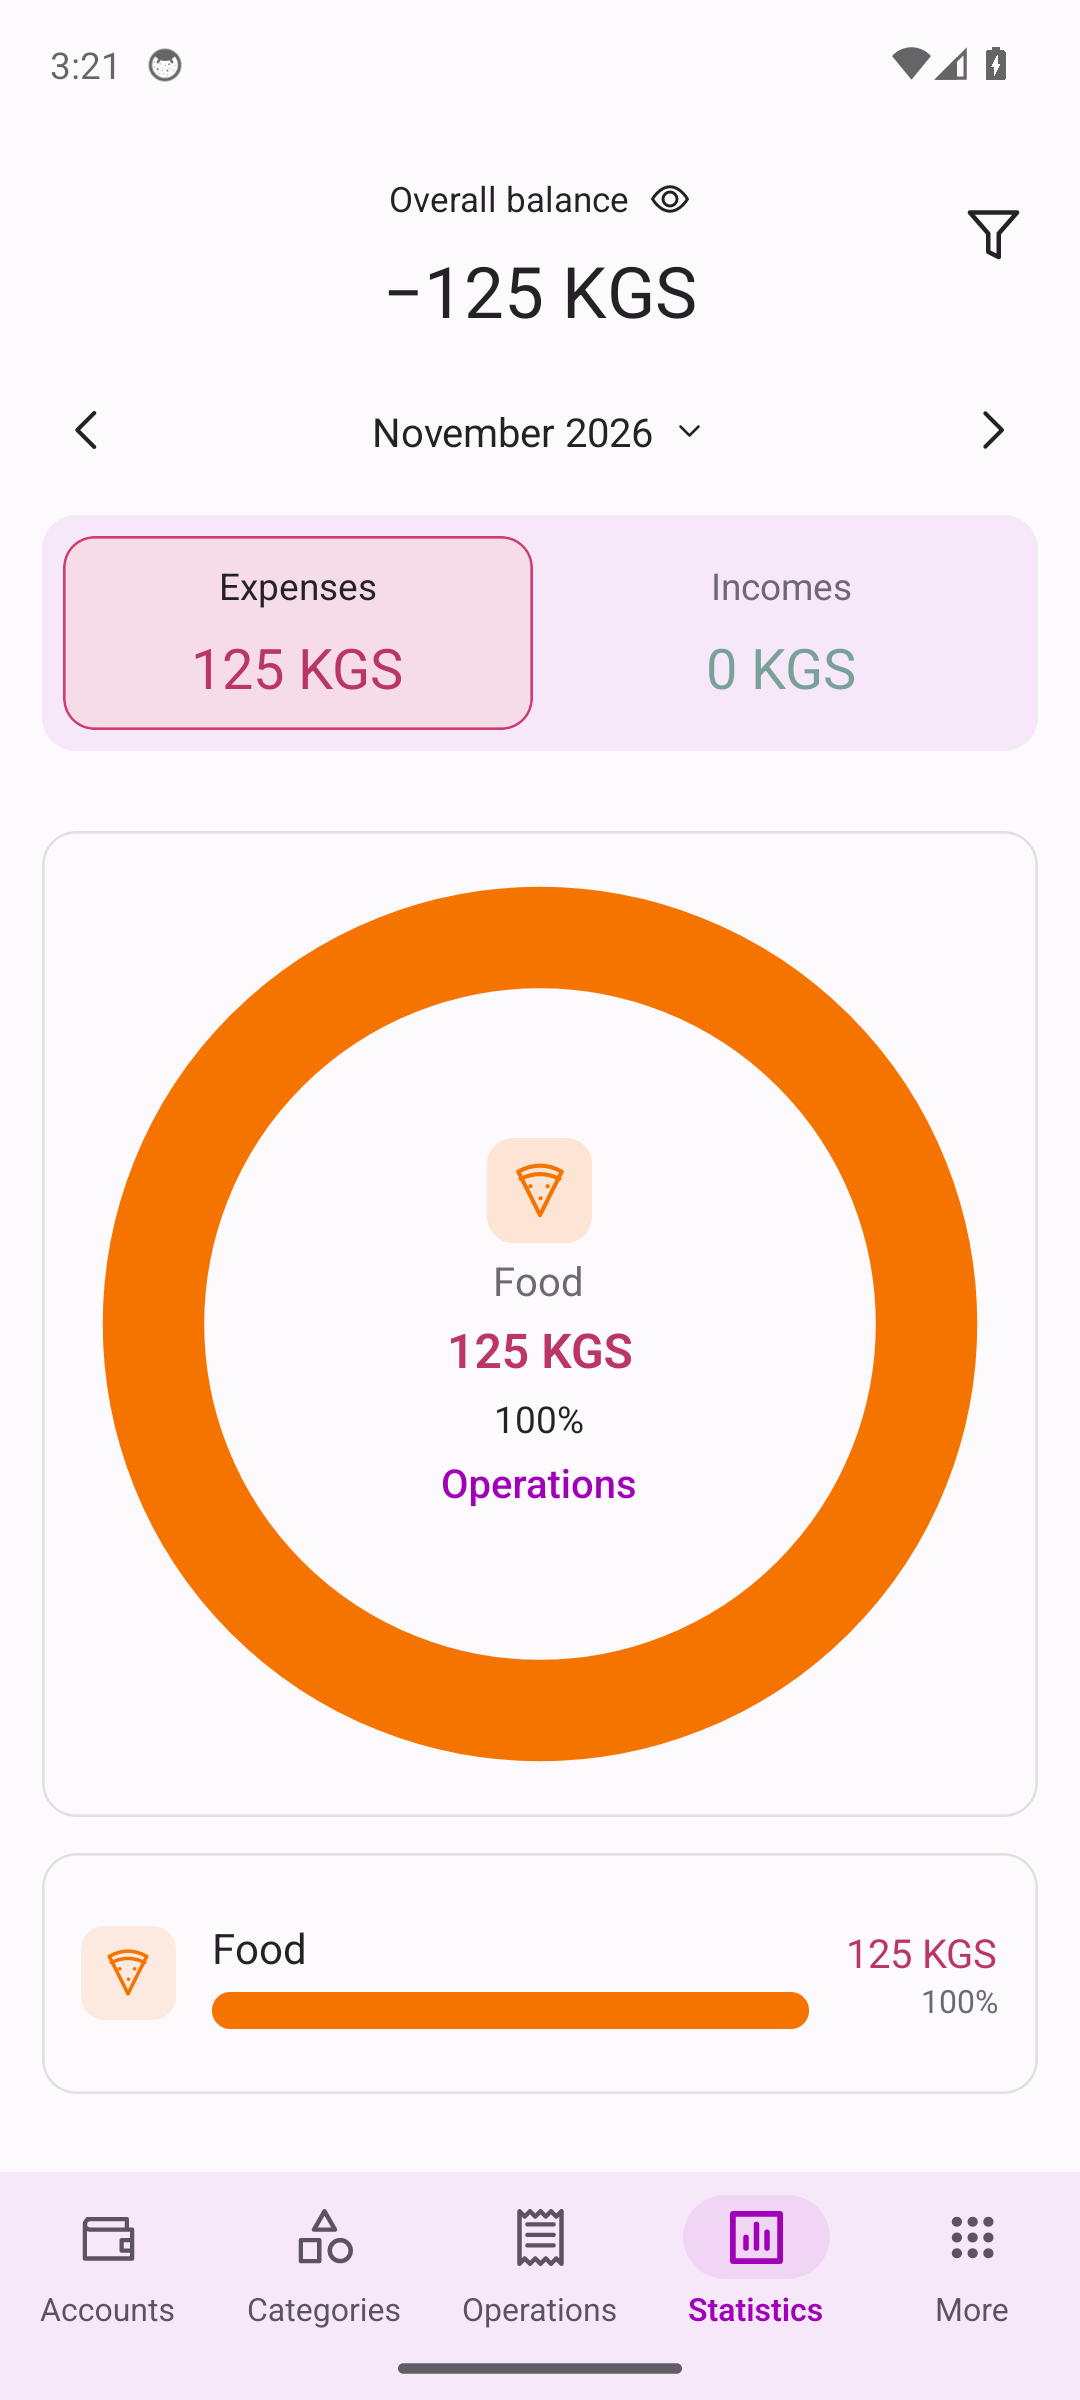 3:21
Overall balance
−125 KGS
November 2026
Expenses
125 KGS
Incomes
0 KGS
Food
125 KGS
100%
Operations
Food
125 KGS
100%
Accounts
Categories
Operations
Statistics
More